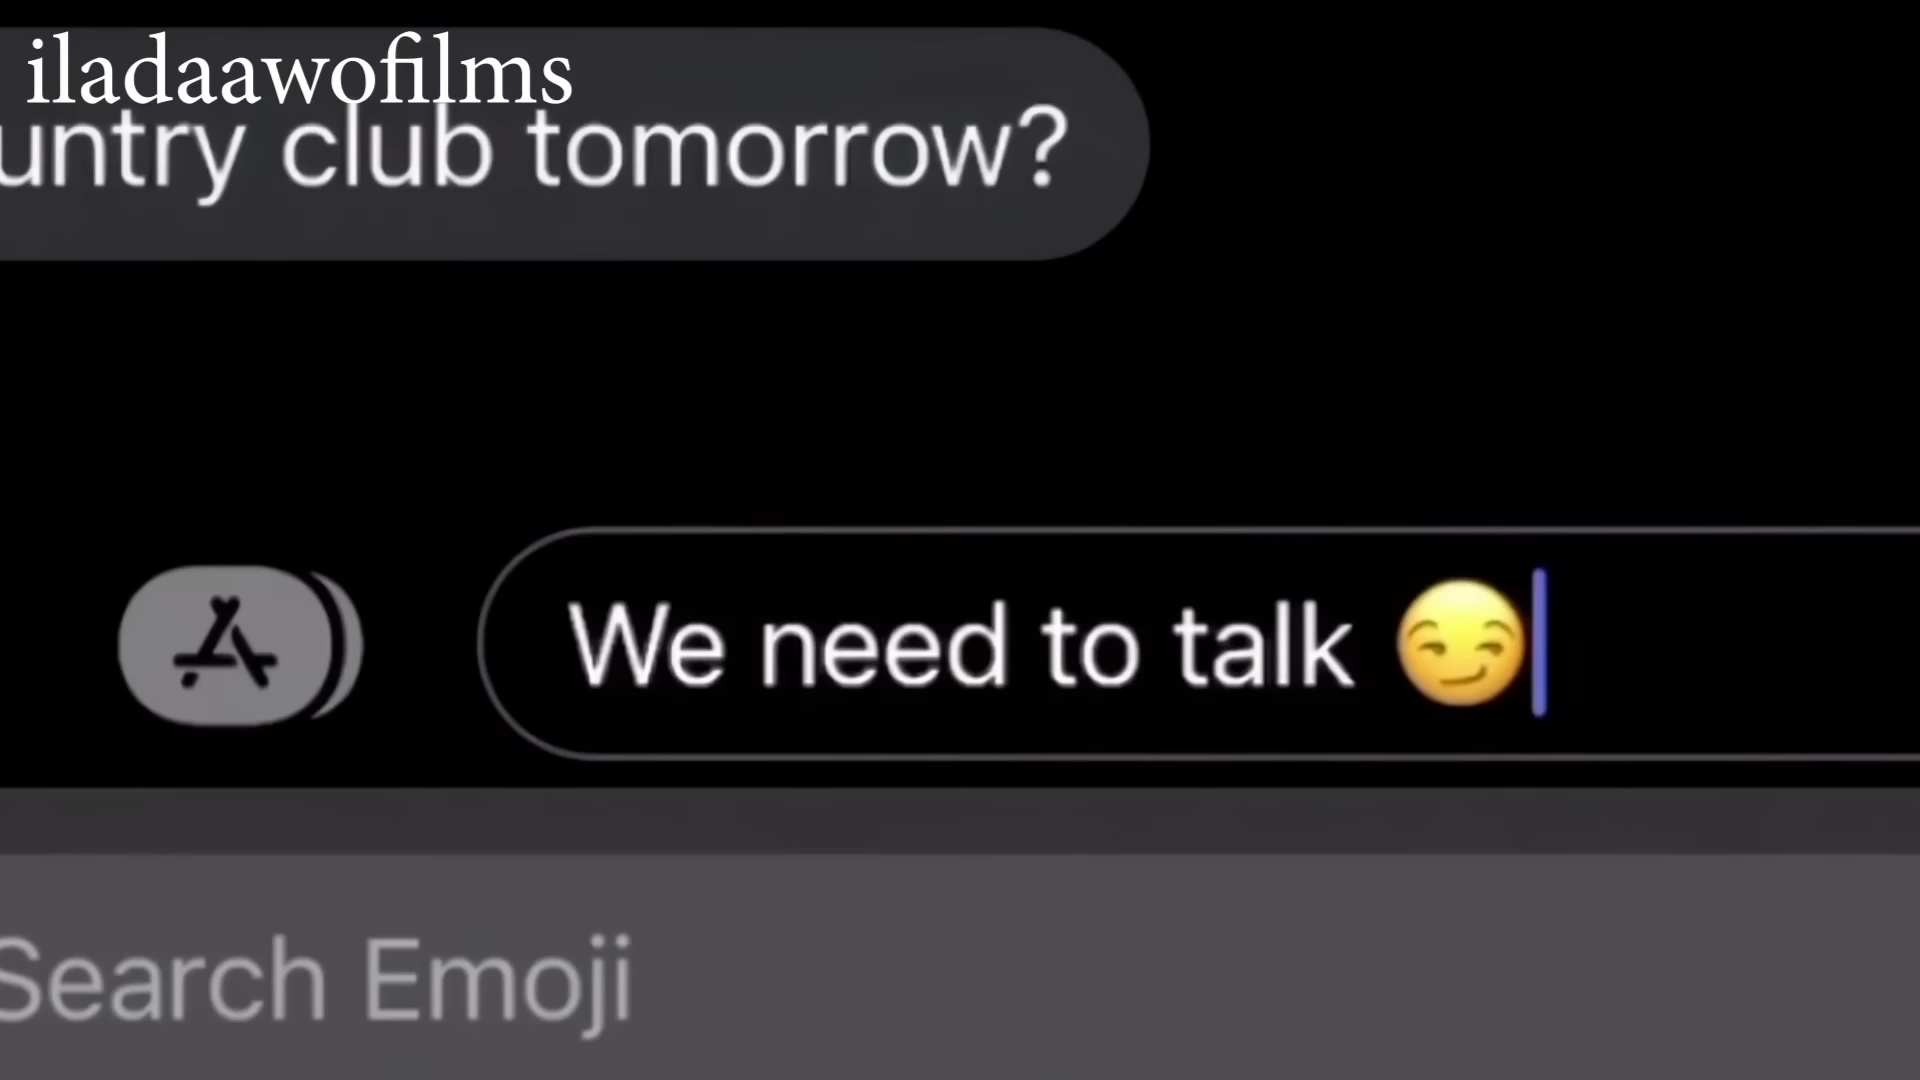 iladaawofilms
untry club tomorrow?
We need to talk 😏
Search Emoji